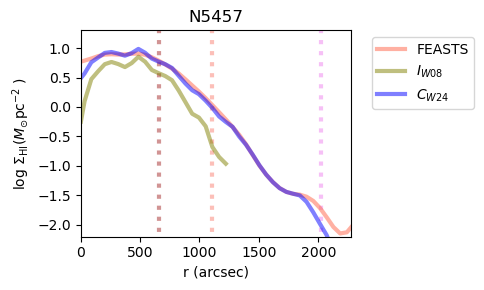 N5457
log Σ_HI(M_⊙pc⁻² )
1.0
0.5
0.0
−0.5
−1.0
−1.5
−2.0
0 500 1000 1500 2000
r (arcsec)
FEASTS
I_W08
C_W24